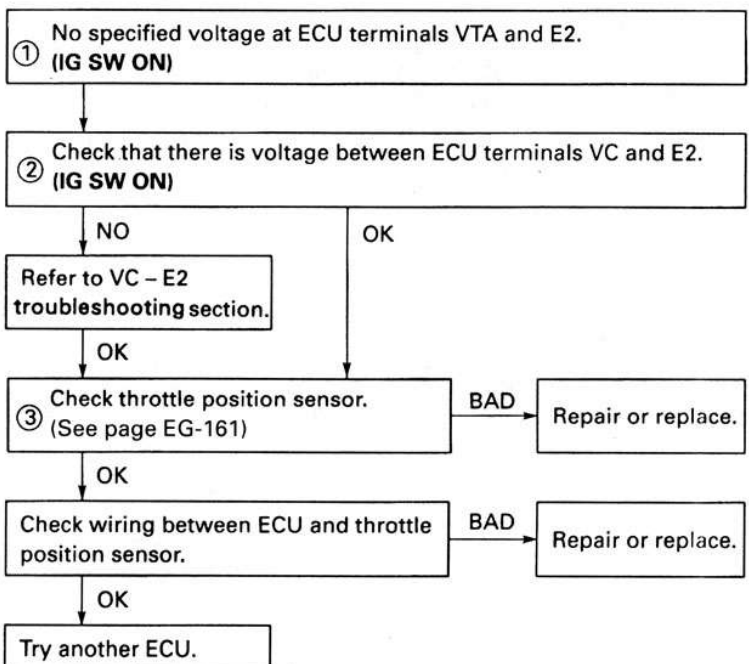 ① No specified voltage at ECU terminals VTA and E2.
(IG SW ON)
② Check that there is voltage between ECU terminals VC and E2.
(IG SW ON)
NO
OK
Refer to VC – E2
troubleshooting section.
OK
③ Check throttle position sensor.
(See page EG-161)
BAD
Repair or replace.
OK
Check wiring between ECU and throttle
position sensor.
BAD
Repair or replace.
OK
Try another ECU.